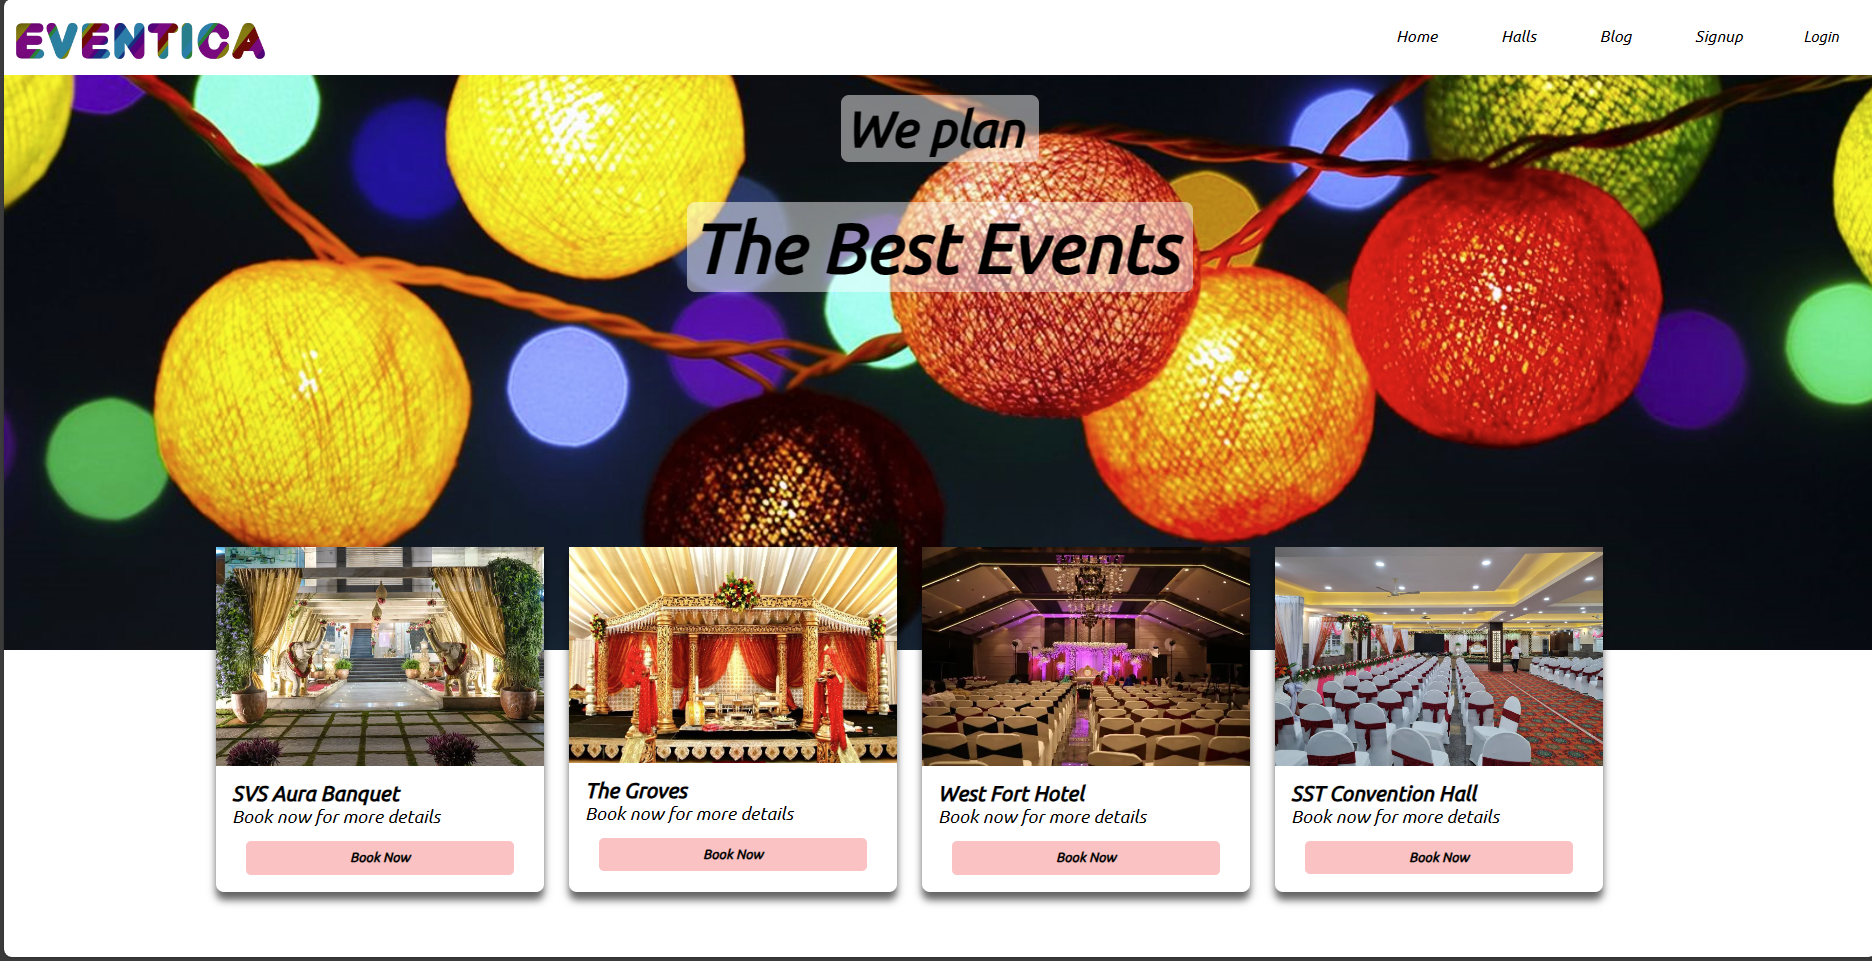 EVENTICA
Home Halls Blog Signup Login
We plan
The Best Events
SVS Aura Banquet
Book now for more details
Book Now
The Groves
Book now for more details
Book Now
West Fort Hotel
Book now for more details
Book Now
SST Convention Hall
Book now for more details
Book Now